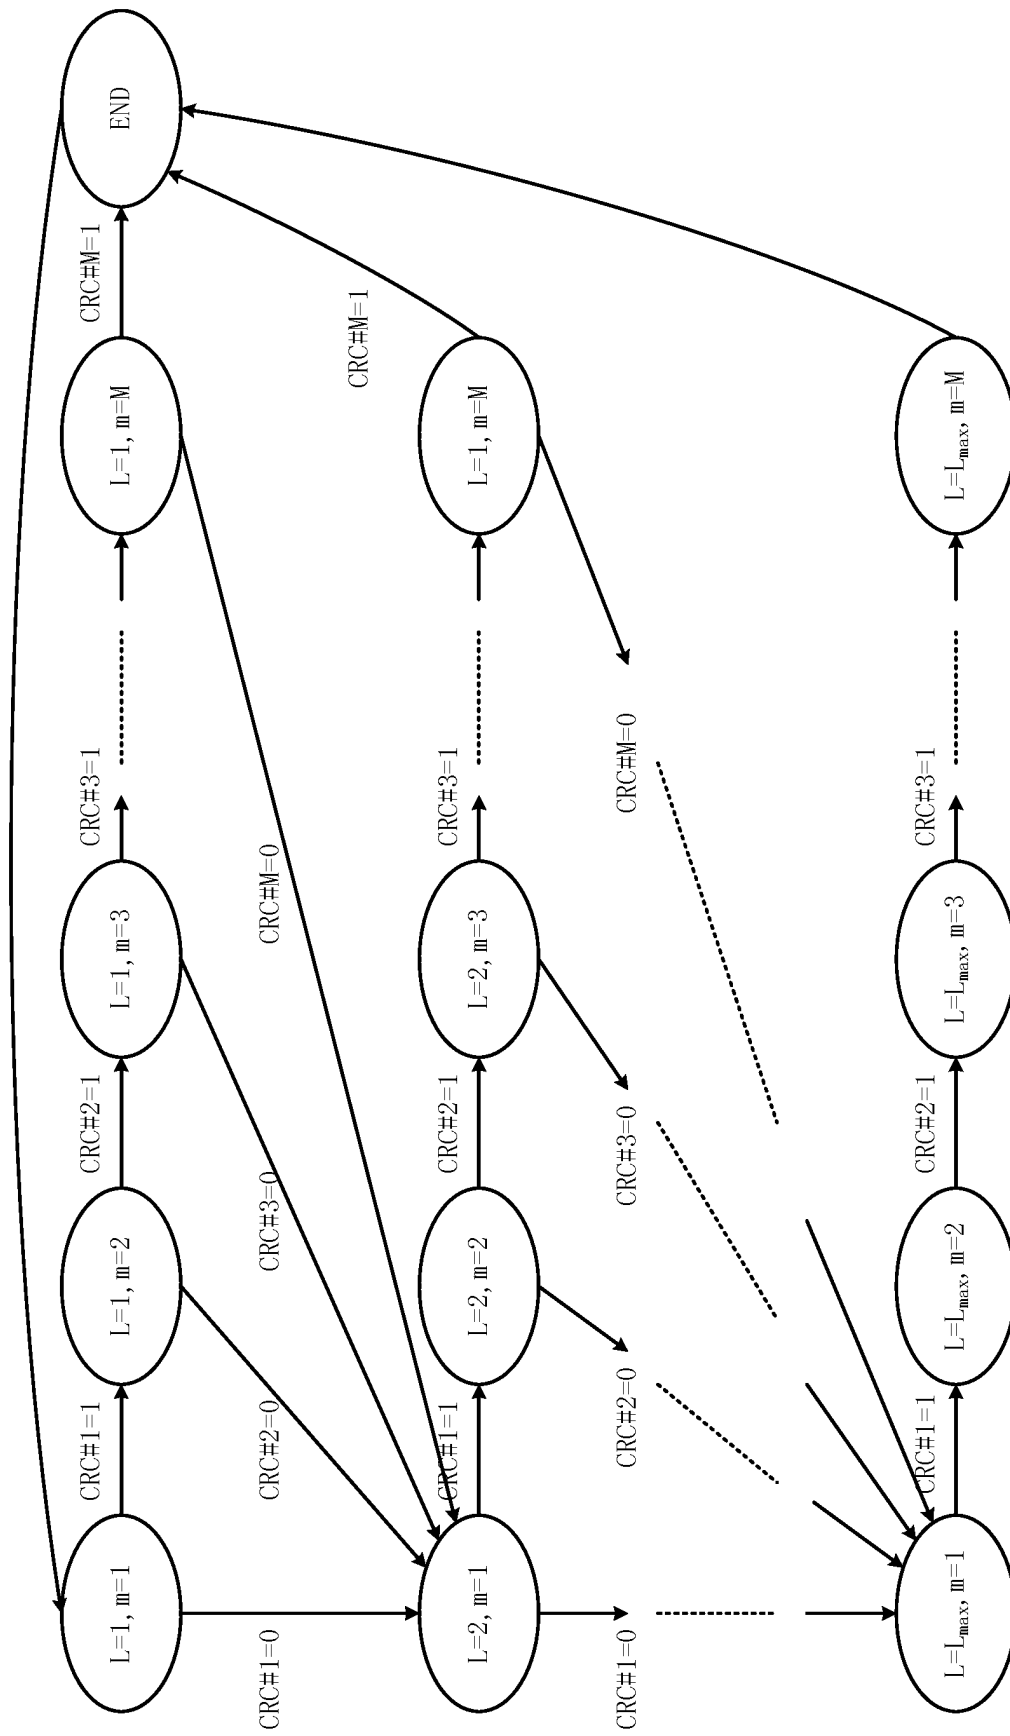 CRC#1=1
CRC#2=1
CRC#3=1
CRC#M=1
L=1, m=1
L=1, m=2
L=1, m=3
L=1, m=M
END
CRC#1=0
CRC#2=0
CRC#3=0
CRC#M=0
CRC#M=1
CRC#1=1
CRC#2=1
CRC#3=1
L=2, m=1
L=2, m=2
L=2, m=3
L=1, m=M
CRC#1=0
CRC#2=0
CRC#3=0
CRC#M=0
CRC#1=1
CRC#2=1
CRC#3=1
L=Lmax, m=1
L=Lmax, m=2
L=Lmax, m=3
L=Lmax, m=M